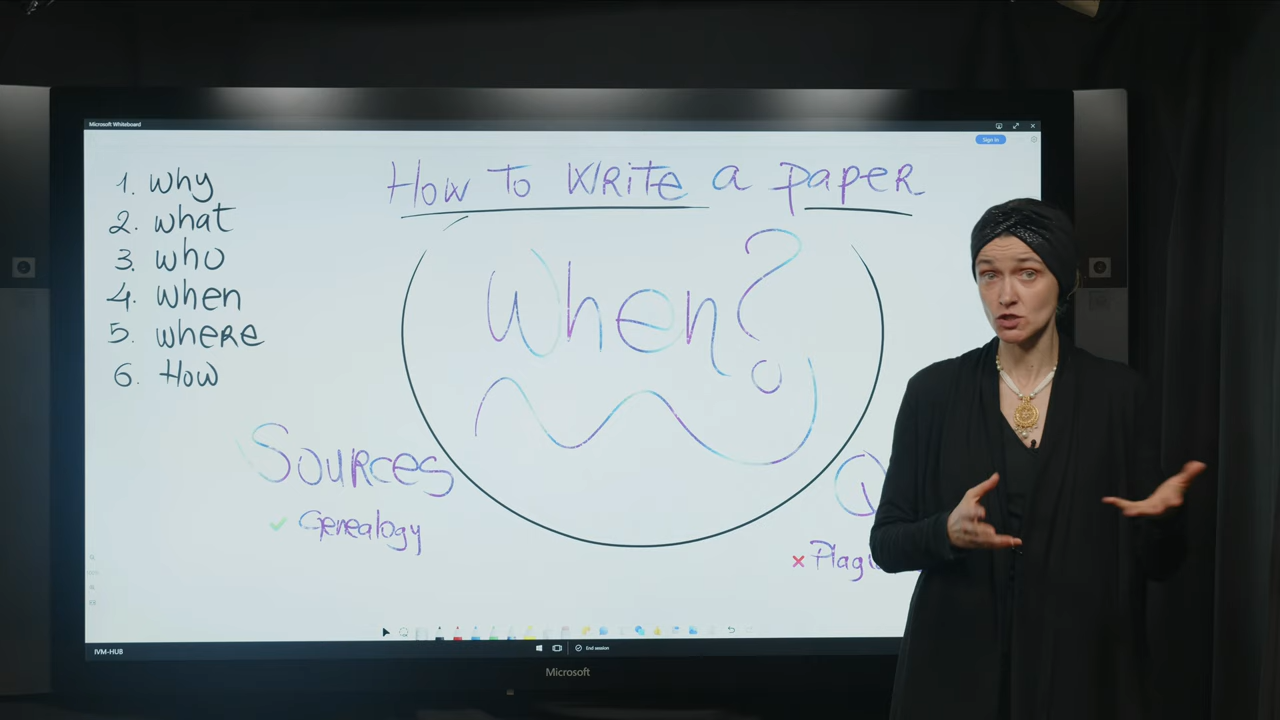 Microsoft Whiteboard
Sign in
How To Write a paper
1. why
2. what
3. who
4. when
5. where
6. How
When?
Sources
✓ Genealogy
Q
× Plagi
IVM-HUB
End session
Microsoft